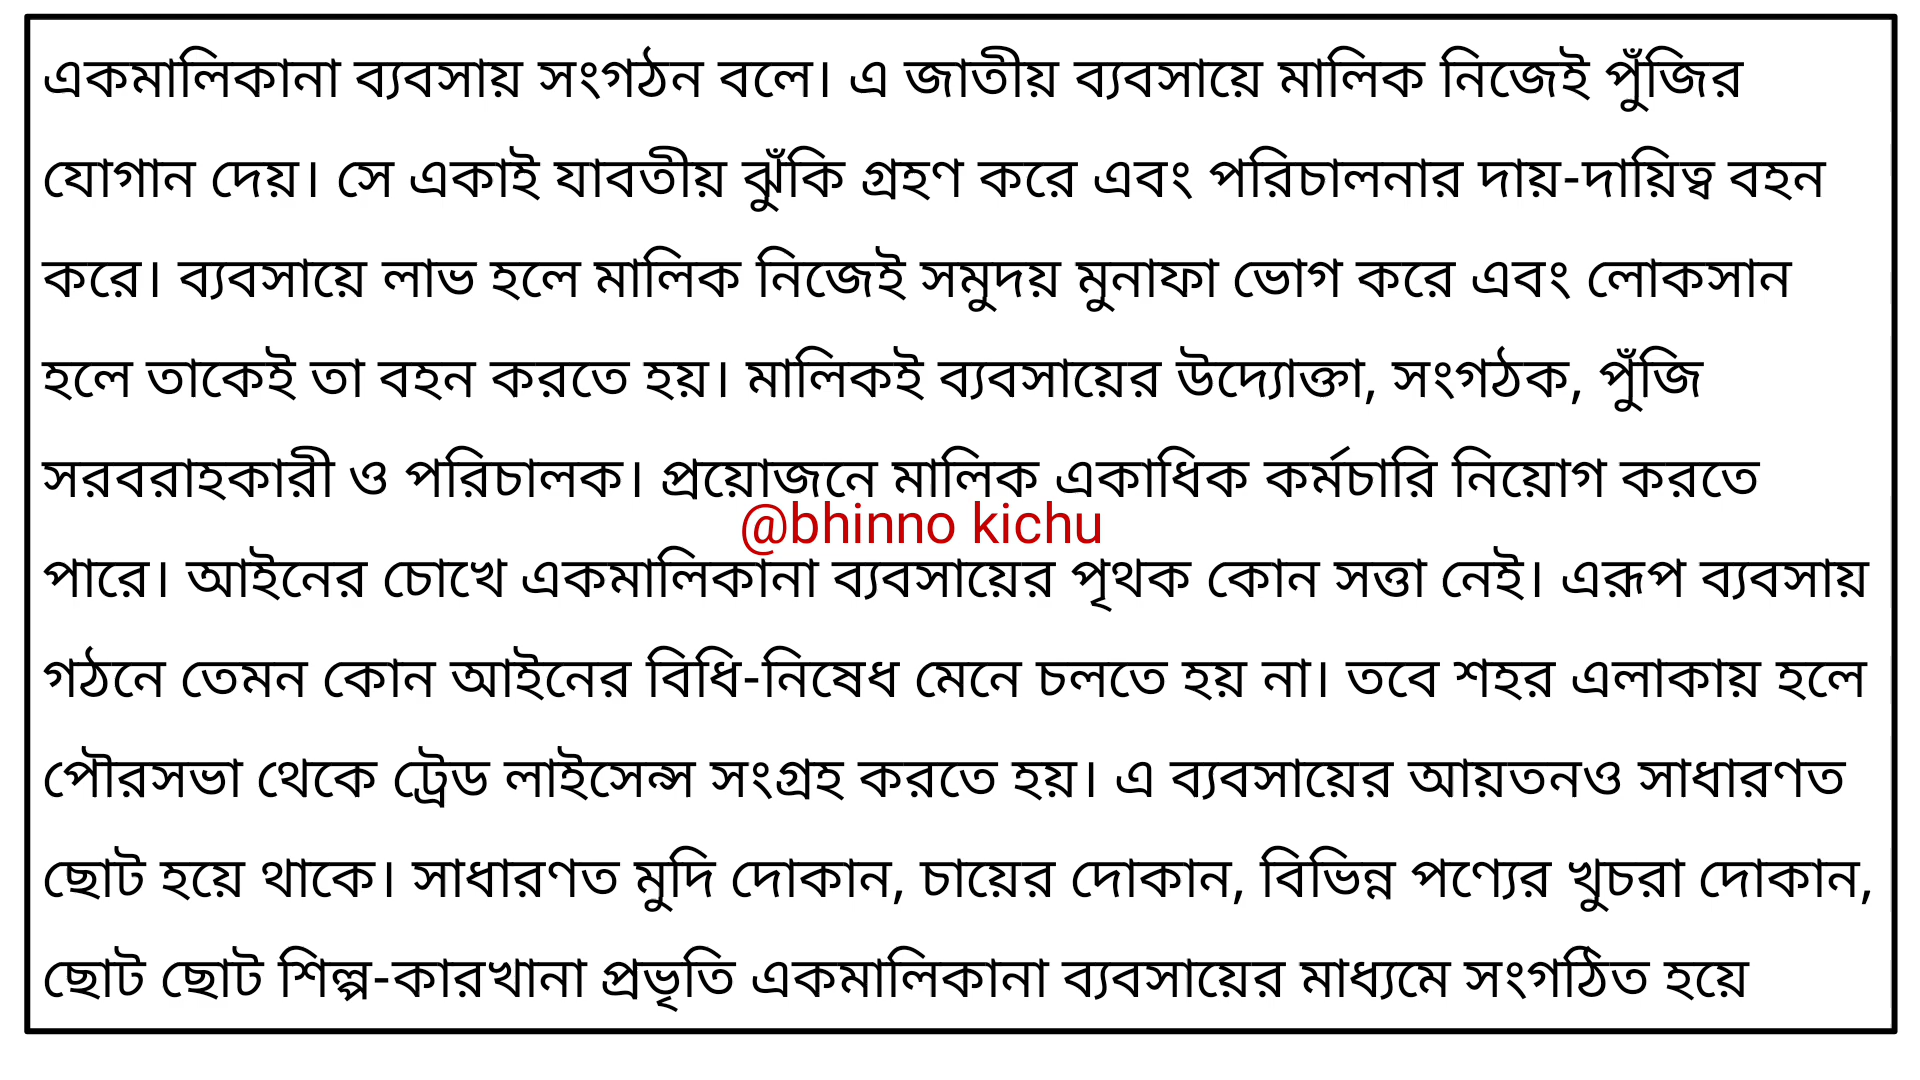 একমালিকানা ব্যবসায় সংগঠন বলে। এ জাতীয় ব্যবসায়ে মালিক নিজেই পুঁজির
যোগান দেয়। সে একাই যাবতীয় ঝুঁকি গ্রহণ করে এবং পরিচালনার দায়-দায়িত্ব বহন
করে। ব্যবসায়ে লাভ হলে মালিক নিজেই সমুদয় মুনাফা ভোগ করে এবং লোকসান
হলে তাকেই তা বহন করতে হয়। মালিকই ব্যবসায়ের উদ্যোক্তা, সংগঠক, পুঁজি
সরবরাহকারী ও পরিচালক। প্রয়োজনে মালিক একাধিক কর্মচারি নিয়োগ করতে
@bhinno kichu
পারে। আইনের চোখে একমালিকানা ব্যবসায়ের পৃথক কোন সত্তা নেই। এরূপ ব্যবসায়
গঠনে তেমন কোন আইনের বিধি-নিষেধ মেনে চলতে হয় না। তবে শহর এলাকায় হলে
পৌরসভা থেকে ট্রেড লাইসেন্স সংগ্রহ করতে হয়। এ ব্যবসায়ের আয়তনও সাধারণত
ছোট হয়ে থাকে। সাধারণত মুদি দোকান, চায়ের দোকান, বিভিন্ন পণ্যের খুচরা দোকান,
ছোট ছোট শিল্প-কারখানা প্রভৃতি একমালিকানা ব্যবসায়ের মাধ্যমে সংগঠিত হয়ে